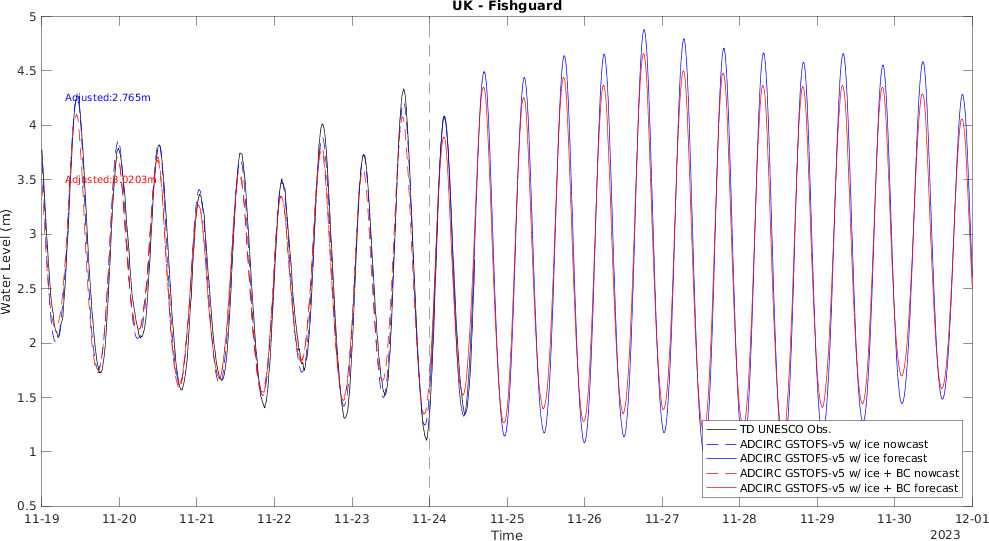 UK - Fishguard
5
4.5
4
3.5
3
2.5
2
1.5
1
0.5
Water Level (m)
Adjusted:2.765m
Adjusted:3.0203m
TD UNESCO Obs.
ADCIRC GSTOFS-v5 w/ ice nowcast
ADCIRC GSTOFS-v5 w/ ice forecast
ADCIRC GSTOFS-v5 w/ ice + BC nowcast
ADCIRC GSTOFS-v5 w/ ice + BC forecast
11-19 11-20 11-21 11-22 11-23 11-24 11-25 11-26 11-27 11-28 11-29 11-30 12-01
Time
2023